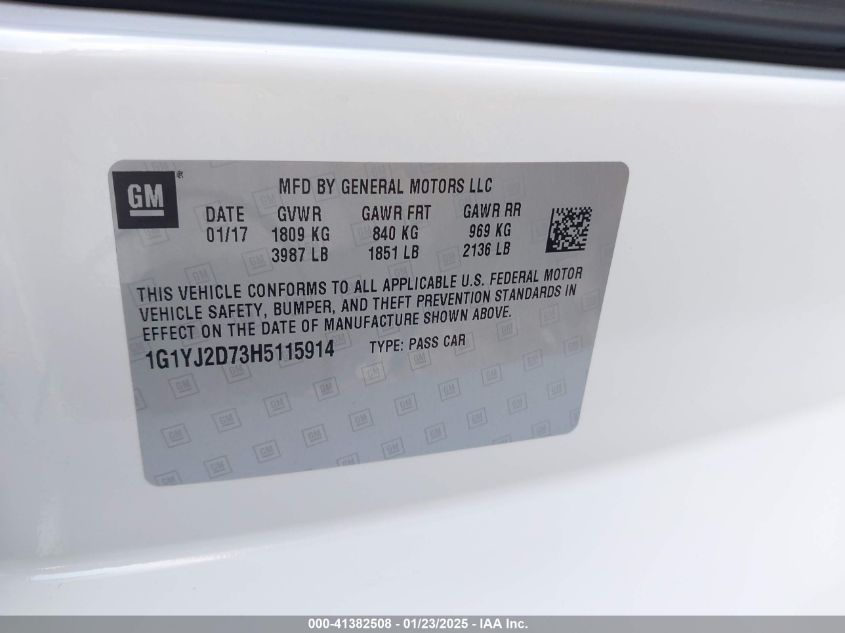 GM®
MFD BY GENERAL MOTORS LLC
DATE GVWR GAWR FRT GAWR RR
01/17 1809 KG 840 KG 969 KG
3987 LB 1851 LB 2136 LB
THIS VEHICLE CONFORMS TO ALL APPLICABLE U.S. FEDERAL MOTOR
VEHICLE SAFETY, BUMPER, AND THEFT PREVENTION STANDARDS IN
EFFECT ON THE DATE OF MANUFACTURE SHOWN ABOVE.
1G1YJ2D73H5115914 TYPE: PASS CAR
000-41382508 - 01/23/2025 - IAA Inc.